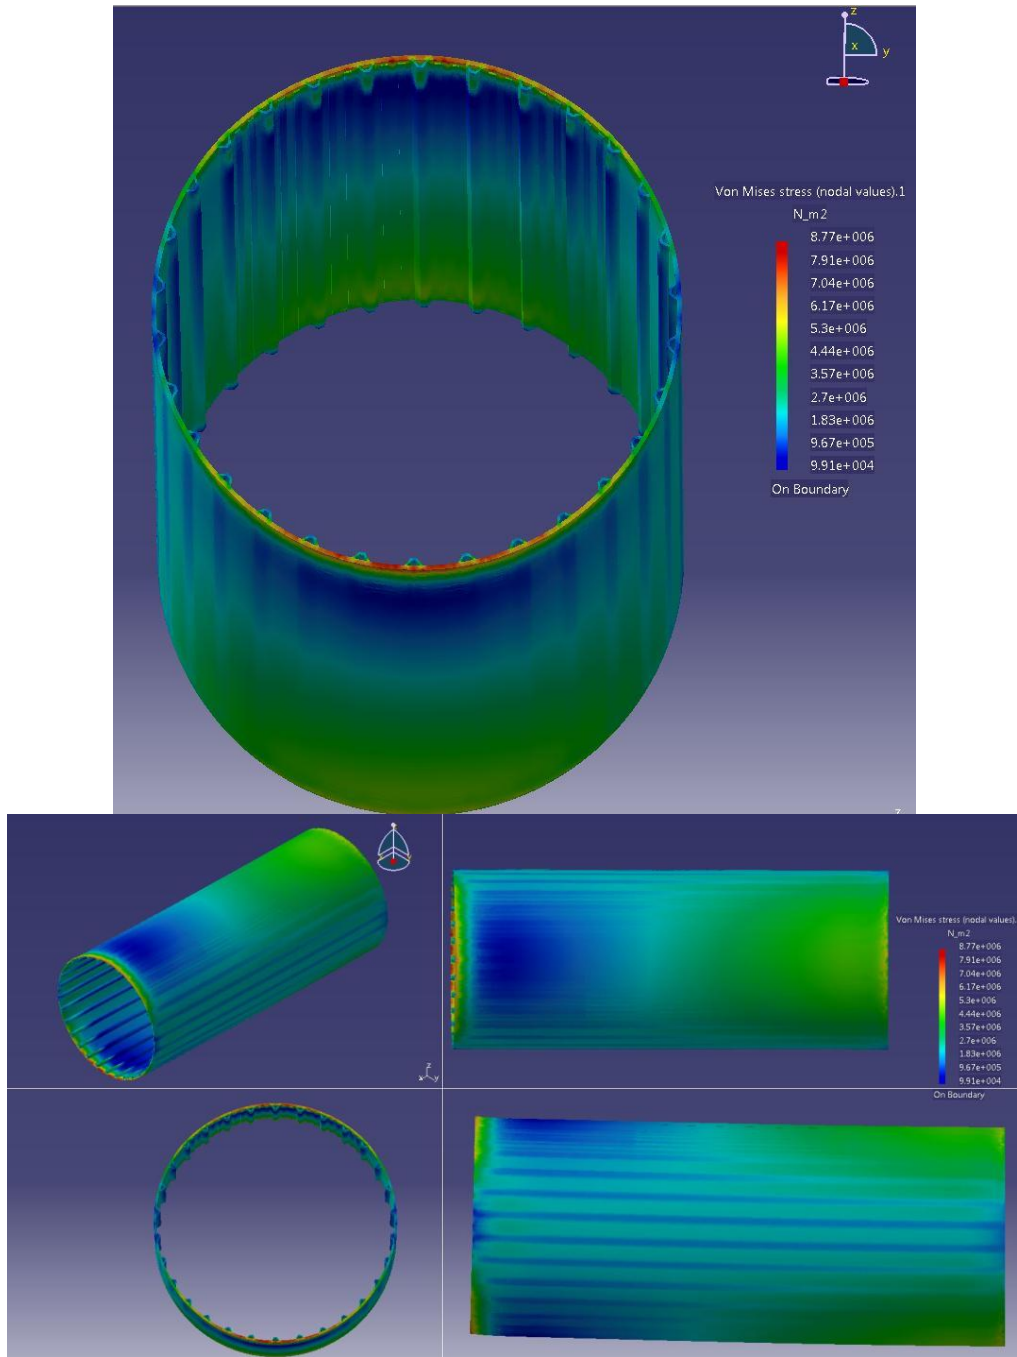 z
x
y
Von Mises stress (nodal values).1
N_m2
8.77e+006
7.91e+006
7.04e+006
6.17e+006
5.3e+006
4.44e+006
3.57e+006
2.7e+006
1.83e+006
9.67e+005
9.91e+004
On Boundary
z
z
x
y
Von Mises stress (nodal values).
N_m2
8.77e+006
7.91e+006
7.04e+006
6.17e+006
5.3e+006
4.44e+006
3.57e+006
2.7e+006
1.83e+006
9.67e+005
9.91e+004
On Boundary